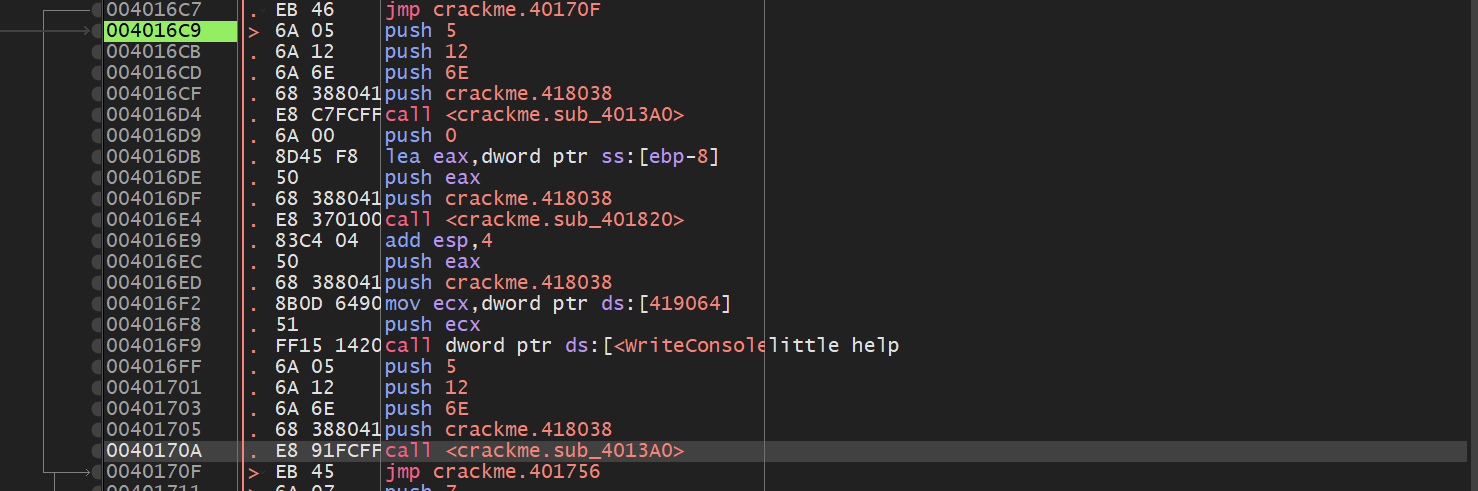 004016C7 . EB 46 jmp crackme.40170F
004016C9 > 6A 05 push 5
004016CB . 6A 12 push 12
004016CD . 6A 6E push 6E
004016CF . 68 388041 push crackme.418038
004016D4 . E8 C7FCFF call <crackme.sub_4013A0>
004016D9 . 6A 00 push 0
004016DB . 8D45 F8 lea eax,dword ptr ss:[ebp-8]
004016DE . 50 push eax
004016DF . 68 388041 push crackme.418038
004016E4 . E8 370100 call <crackme.sub_401820>
004016E9 . 83C4 04 add esp,4
004016EC . 50 push eax
004016ED . 68 388041 push crackme.418038
004016F2 . 8B0D 6490 mov ecx,dword ptr ds:[419064]
004016F8 . 51 push ecx
004016F9 . FF15 1420 call dword ptr ds:[<WriteConsole little help
004016FF . 6A 05 push 5
00401701 . 6A 12 push 12
00401703 . 6A 6E push 6E
00401705 . 68 388041 push crackme.418038
0040170A . E8 91FCFF call <crackme.sub_4013A0>
0040170F > EB 45 jmp crackme.401756
00401711 6A 07 push 7